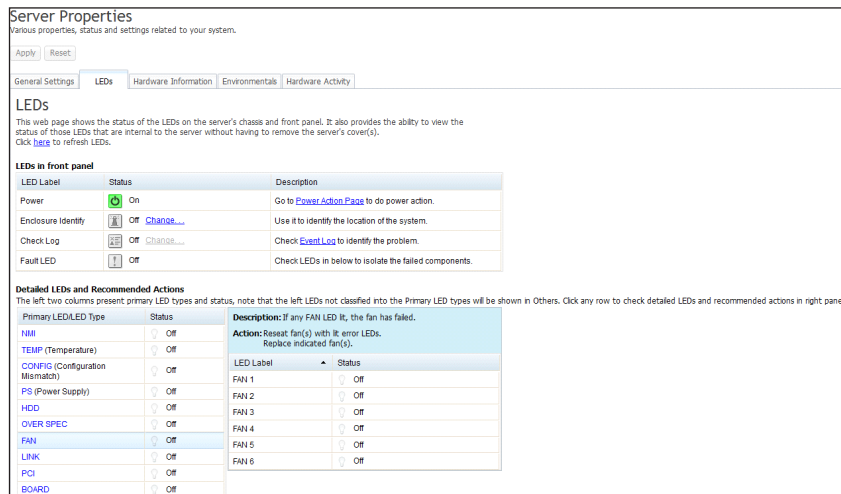 Server Properties
Various properties, status and settings related to your system.
Apply Reset
General Settings LEDs Hardware Information Environmentals Hardware Activity
LEDs
This web page shows the status of the LEDs on the server's chassis and front panel. It also provides the ability to view the
status of those LEDs that are internal to the server without having to remove the server's cover(s).
Click here to refresh LEDs.
LEDs in front panel
LED Label Status Description
Power On Go to Power Action Page to do power action.
Enclosure Identify Off Change... Use it to identify the location of the system.
Check Log Off Change... Check Event Log to identify the problem.
Fault LED Off Check LEDs in below to isolate the failed components.
Detailed LEDs and Recommended Actions
The left two columns present primary LED types and status, note that the left LEDs not classified into the Primary LED types will be shown in Others. Click any row to check detailed LEDs and recommended actions in right pane
Primary LED/LED Type Status
NMI Off
TEMP (Temperature) Off
CONFIG (Configuration
Mismatch) Off
PS (Power Supply) Off
HDD Off
OVER SPEC Off
FAN Off
LINK Off
PCI Off
BOARD Off
Description: If any FAN LED lit, the fan has failed.
Action: Reseat fan(s) with lit error LEDs.
Replace indicated fan(s).
LED Label Status
FAN 1 Off
FAN 2 Off
FAN 3 Off
FAN 4 Off
FAN 5 Off
FAN 6 Off